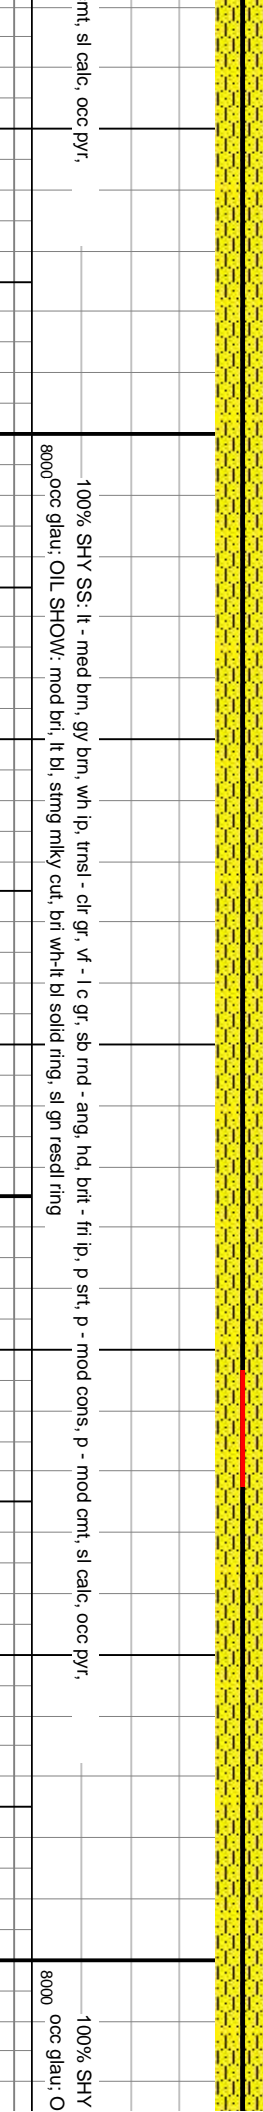 mt, sl calc, occ pyr,
100% SHY SS: lt - med brn, gy brn, wh ip, trnsl - clr gr, vf - l c gr, sb rnd - ang, hd, brit - fri ip, p srt, p - mod cons, p - mod cmt, sl calc, occ pyr,
8000 occ glau; OIL SHOW: mod bri, lt bl, stmg mlky cut, bri wh-lt bl solid ring, sl gn resdl ring
100% SHY
8000 occ glau; O